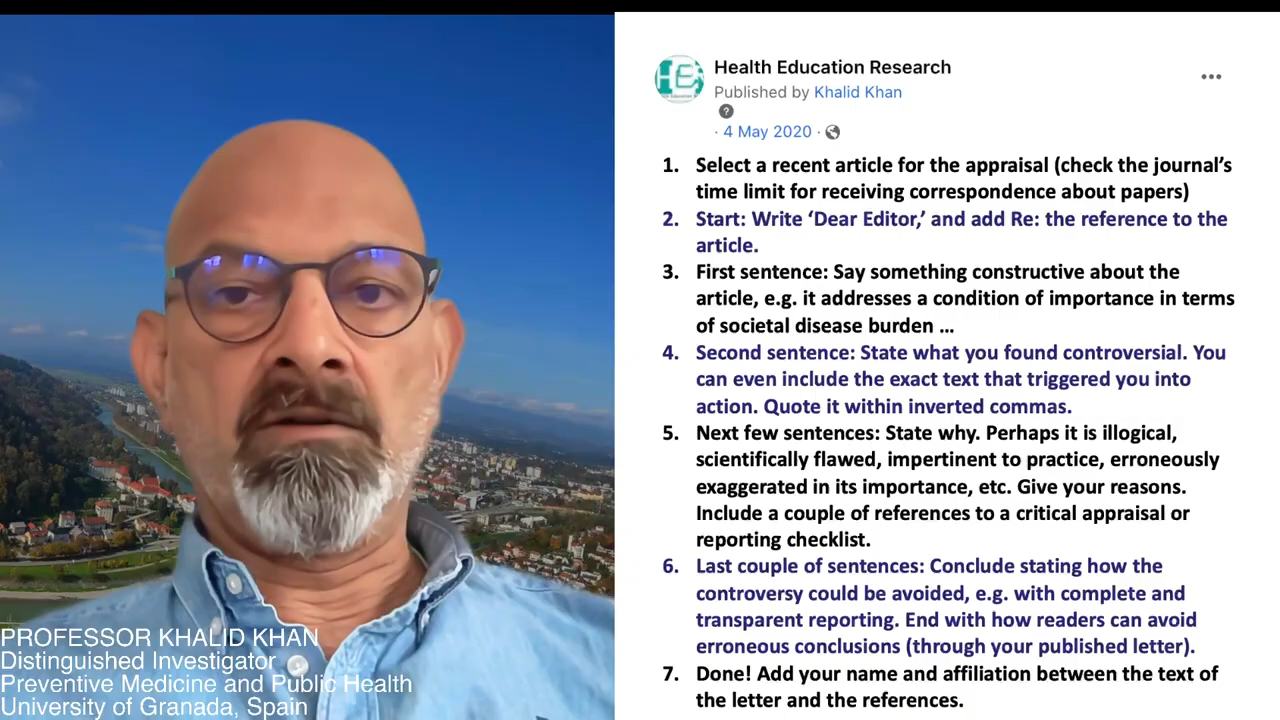 PROFESSOR KHALID KHAN
Distinguished Investigator
Preventive Medicine and Public Health
University of Granada, Spain
Health Education Research
Published by Khalid Khan
· 4 May 2020 ·
1. Select a recent article for the appraisal (check the journal’s
time limit for receiving correspondence about papers)
2. Start: Write ‘Dear Editor,’ and add Re: the reference to the
article.
3. First sentence: Say something constructive about the
article, e.g. it addresses a condition of importance in terms
of societal disease burden ...
4. Second sentence: State what you found controversial. You
can even include the exact text that triggered you into
action. Quote it within inverted commas.
5. Next few sentences: State why. Perhaps it is illogical,
scientifically flawed, impertinent to practice, erroneously
exaggerated in its importance, etc. Give your reasons.
Include a couple of references to a critical appraisal or
reporting checklist.
6. Last couple of sentences: Conclude stating how the
controversy could be avoided, e.g. with complete and
transparent reporting. End with how readers can avoid
erroneous conclusions (through your published letter).
7. Done! Add your name and affiliation between the text of
the letter and the references.